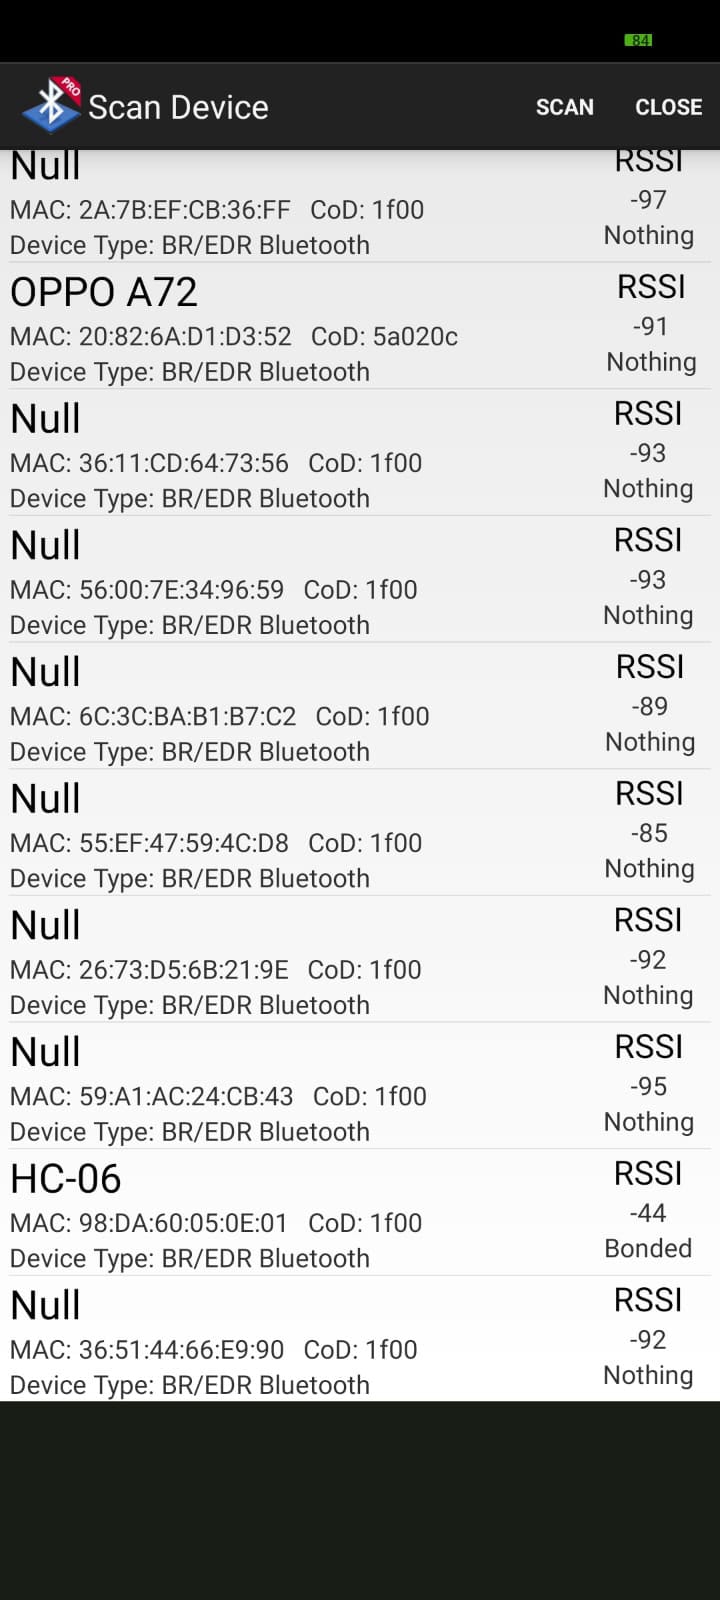 84
PRO
Scan Device SCAN CLOSE
Null RSSI
MAC: 2A:7B:EF:CB:36:FF CoD: 1f00 -97
Device Type: BR/EDR Bluetooth Nothing
OPPO A72 RSSI
MAC: 20:82:6A:D1:D3:52 CoD: 5a020c -91
Device Type: BR/EDR Bluetooth Nothing
Null RSSI
MAC: 36:11:CD:64:73:56 CoD: 1f00 -93
Device Type: BR/EDR Bluetooth Nothing
Null RSSI
MAC: 56:00:7E:34:96:59 CoD: 1f00 -93
Device Type: BR/EDR Bluetooth Nothing
Null RSSI
MAC: 6C:3C:BA:B1:B7:C2 CoD: 1f00 -89
Device Type: BR/EDR Bluetooth Nothing
Null RSSI
MAC: 55:EF:47:59:4C:D8 CoD: 1f00 -85
Device Type: BR/EDR Bluetooth Nothing
Null RSSI
MAC: 26:73:D5:6B:21:9E CoD: 1f00 -92
Device Type: BR/EDR Bluetooth Nothing
Null RSSI
MAC: 59:A1:AC:24:CB:43 CoD: 1f00 -95
Device Type: BR/EDR Bluetooth Nothing
HC-06 RSSI
MAC: 98:DA:60:05:0E:01 CoD: 1f00 -44
Device Type: BR/EDR Bluetooth Bonded
Null RSSI
MAC: 36:51:44:66:E9:90 CoD: 1f00 -92
Device Type: BR/EDR Bluetooth Nothing